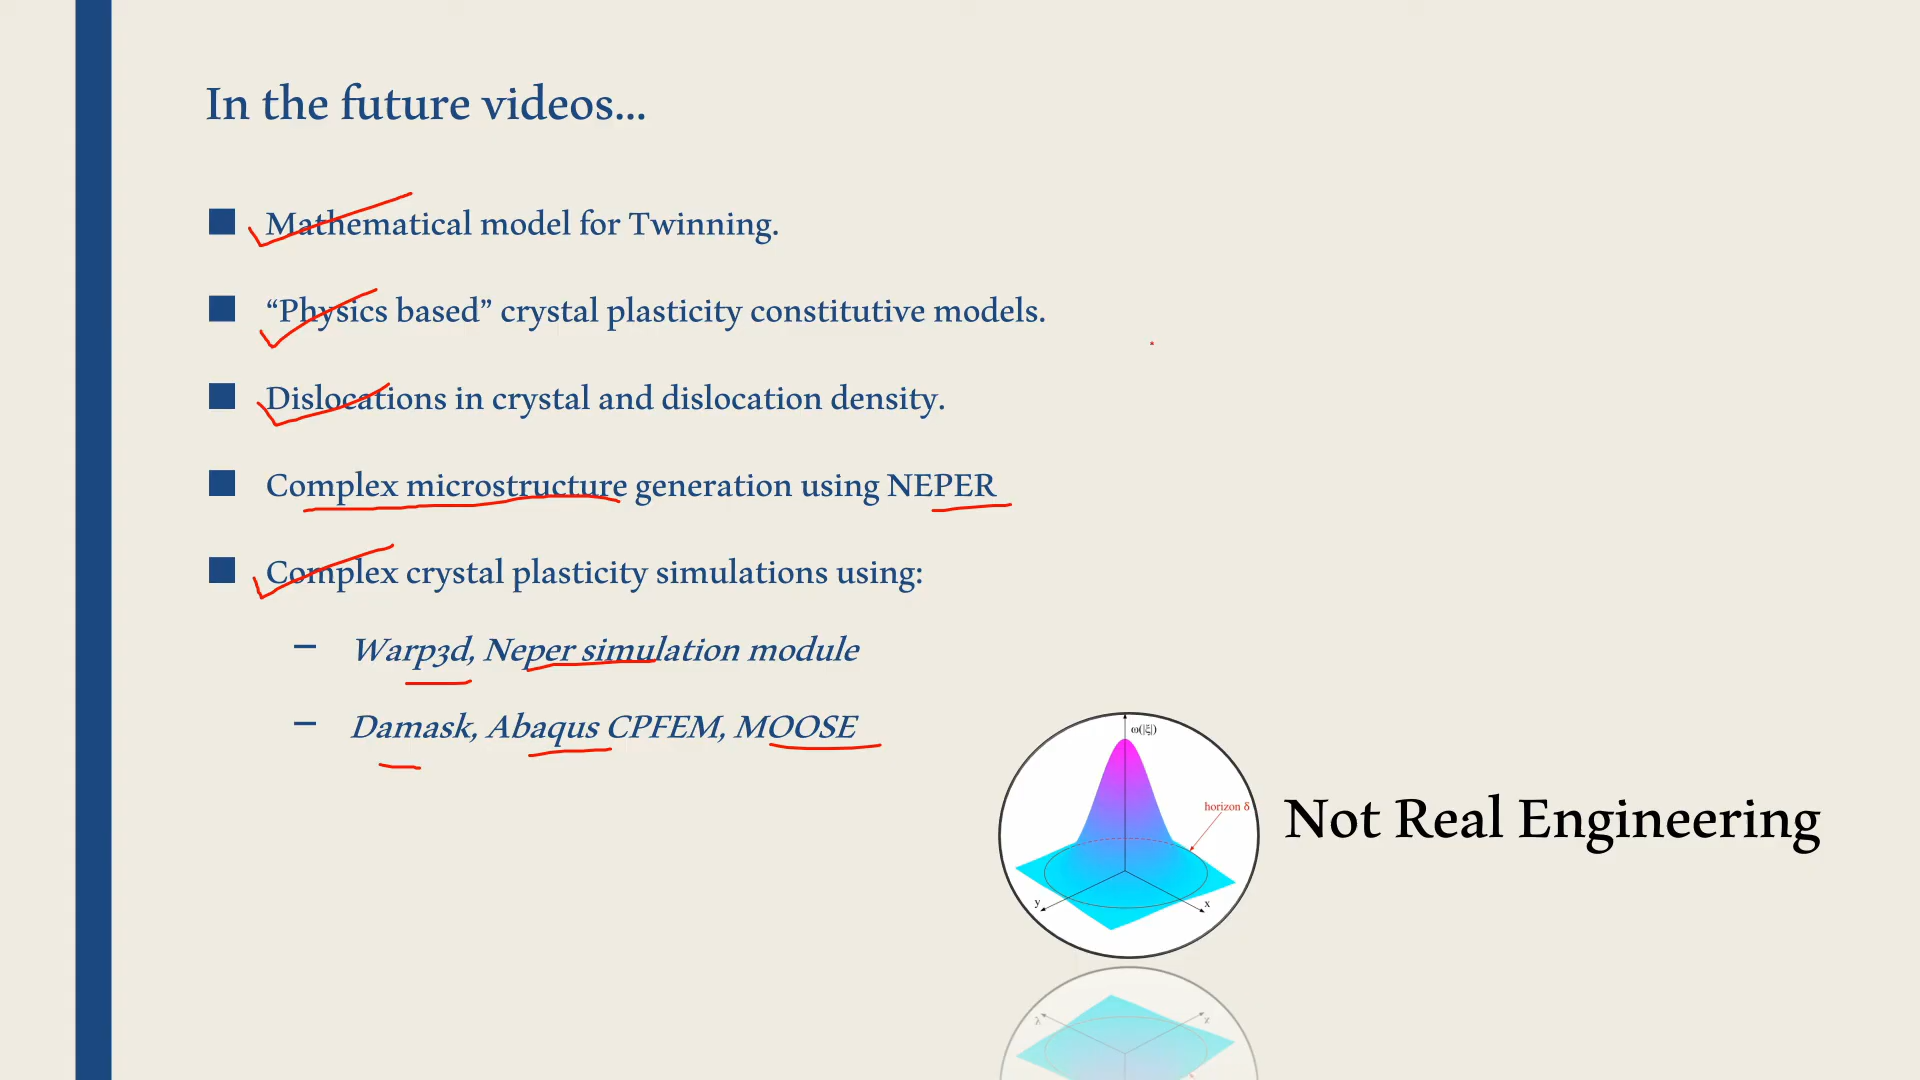 In the future videos...
Mathematical model for Twinning.
“Physics based” crystal plasticity constitutive models.
Dislocations in crystal and dislocation density.
Complex microstructure generation using NEPER
Complex crystal plasticity simulations using:
– Warp3d, Neper simulation module
– Damask, Abaqus CPFEM, MOOSE
ω(|ξ|)
horizon δ
y
x
Not Real Engineering